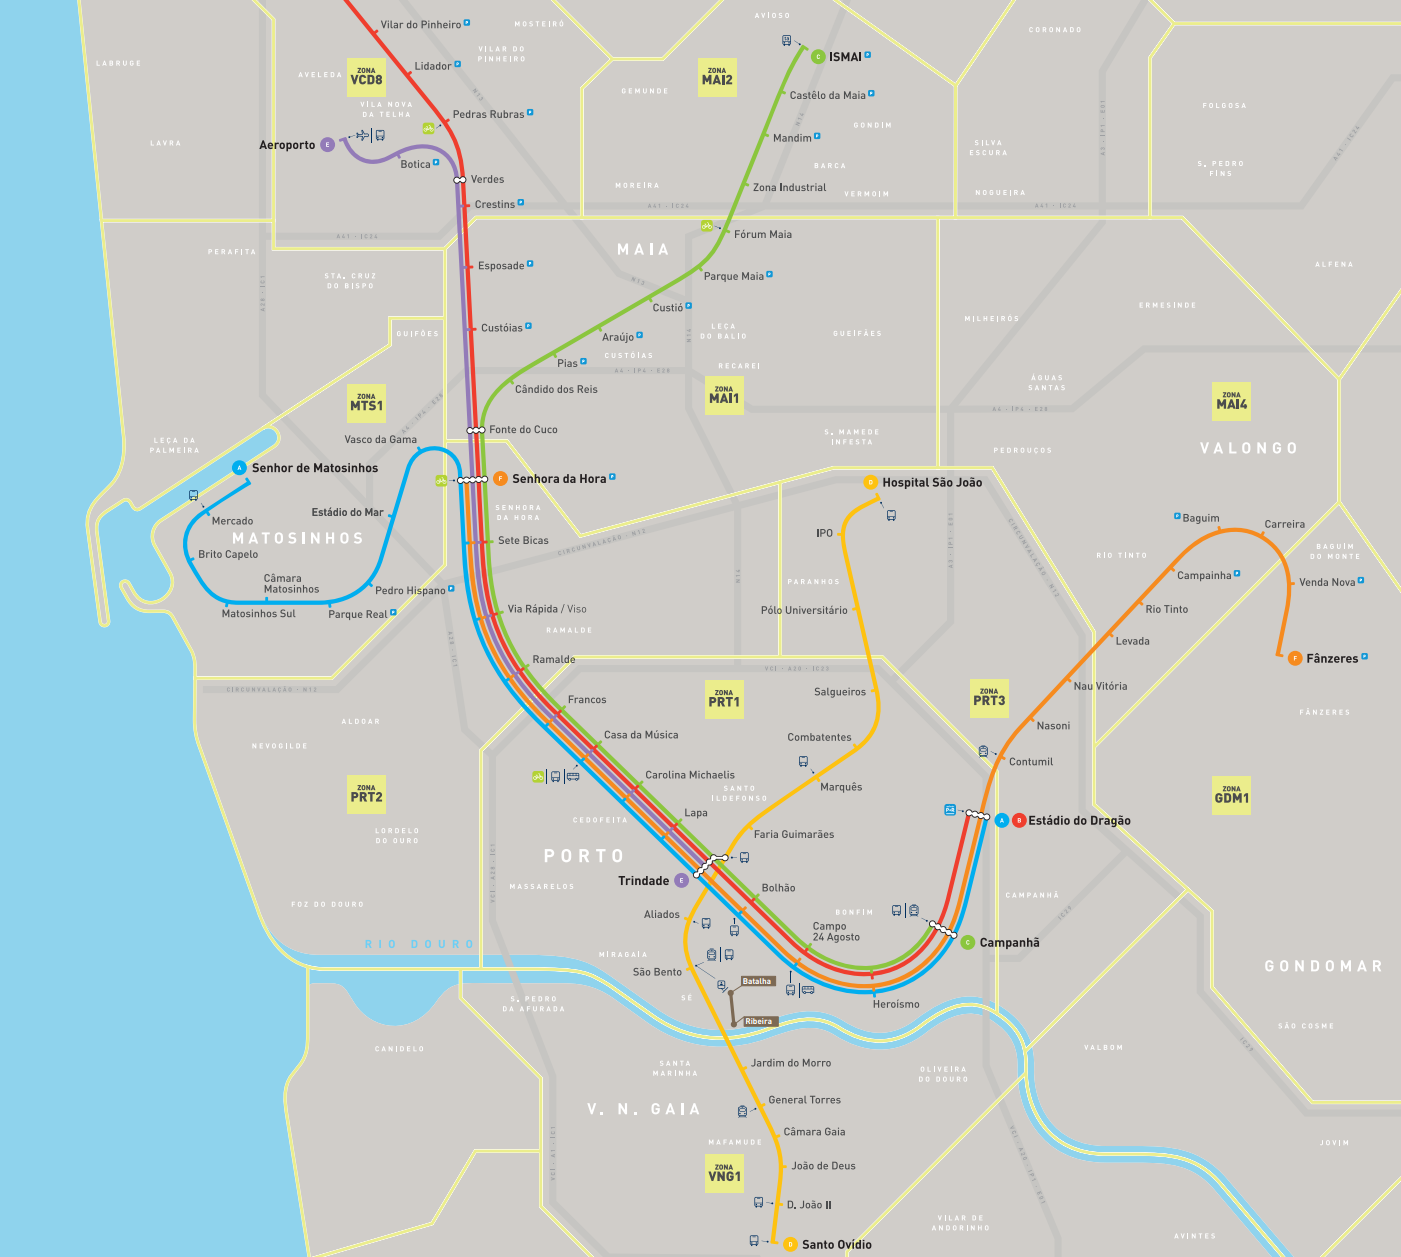 Vilar do Pinheiro
P
MOSTEIRÓ
AVIOSO
CORONADO
LABRUGE
VILAR DO
PINHEIRO
Lidador
P
AVELEDA
ZONA
VCD8
ZONA
MAI2
C
ISMAI
P
GEMUNDE
Castêlo da Maia
P
VILA NOVA
DA TELHA
Pedras Rubras
P
GONDIM
FOLGOSA
Mandim
P
LAVRA
Aeroporto
E
Botica
P
SILVA
ESCURA
BARCA
S. PEDRO
FINS
Verdes
MOREIRA
Zona Industrial
VERMOIM
NOGUEIRA
Crestins
P
A41 - IC24
A41 - IC24
A41 - IC24
Fórum Maia
PERAFITA
MAIA
STA. CRUZ
DO BISPO
Esposade
P
Parque Maia
P
ALFENA
Custió
P
ERMESINDE
GUIFÕES
Custóias
P
Araújo
P
LEÇA
DO BALIO
GUEIFÃES
MILHEIRÓS
Pias
P
CUSTÓIAS
RECAREI
A4 - IP4 - E28
Cândido dos Reis
ÁGUAS
SANTAS
ZONA
MTS1
ZONA
MAI1
ZONA
MAI4
A4 - IP4 - E28
Vasco da Gama
Fonte do Cuco
S. MAMEDE
INFESTA
PEDROUÇOS
VALONGO
LEÇA DA
PALMEIRA
A
Senhor de Matosinhos
F
Senhora da Hora
P
D
Hospital São João
Estádio do Mar
SENHORA
DA HORA
Mercado
MATOSINHOS
IPO
P
Baguim
Carreira
Brito Capelo
Sete Bicas
CIRCUNVALAÇÃO - N12
CIRCUNVALAÇÃO - N12
RIO TINTO
BAGUIM
DO MONTE
Câmara
Matosinhos
Pedro Hispano
P
PARANHOS
Campainha
P
Venda Nova
P
Matosinhos Sul
Parque Real
P
Via Rápida / Viso
Pólo Universitário
Rio Tinto
RAMALDE
Levada
Ramalde
VCI - A20 - IC23
F
Fânzeres
P
CIRCUNVALAÇÃO - N12
Francos
ZONA
PRT1
Salgueiros
ZONA
PRT3
Nau Vitória
ALDOAR
Nasoni
FÂNZERES
NEVOGILDE
Casa da Música
Combatentes
Contumil
Carolina Michaelis
ZONA
PRT2
SANTO
ILDEFONSO
Marquês
ZONA
GDM1
Lapa
CEDOFEITA
P+R
A
B
Estádio do Dragão
LORDELO
DO OURO
Faria Guimarães
PORTO
MASSARELOS
Trindade
E
Bolhão
CAMPANHÃ
FOZ DO DOURO
Aliados
BONFIM
Campo
24 Agosto
RIO DOURO
C
Campanhã
MIRAGAIA
São Bento
Batalha
GONDOMAR
SÉ
Ribeira
Heroísmo
S. PEDRO
DA AFURADA
SÃO COSME
CANIDELO
SANTA
MARINHA
Jardim do Morro
OLIVEIRA
DO DOURO
VALBOM
V. N. GAIA
General Torres
Câmara Gaia
MAFAMUDE
JOVIM
ZONA
VNG1
João de Deus
D. João II
VILAR DE
ANDORINHO
AVINTES
D
Santo Ovídio